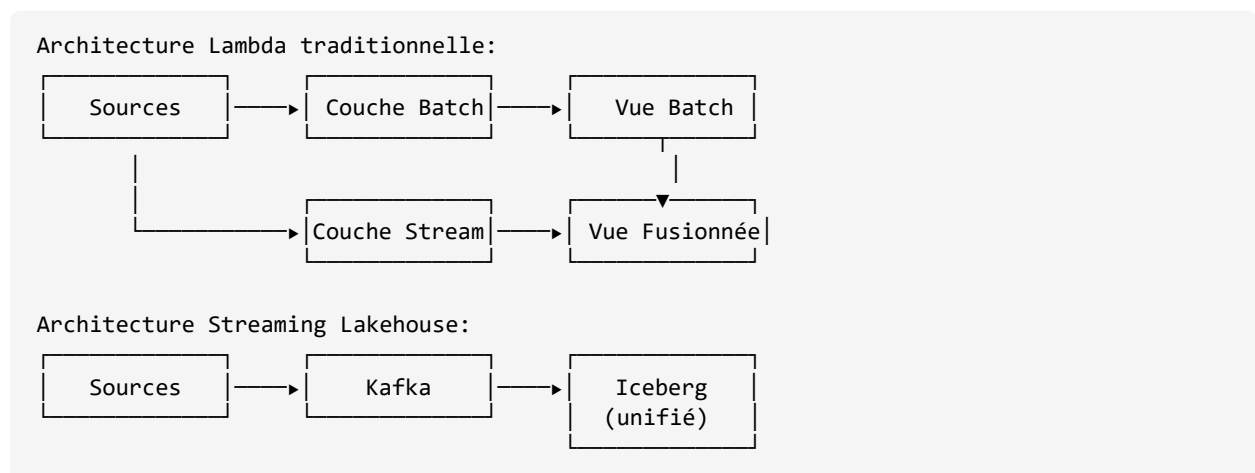 Architecture Lambda traditionnelle:
Sources Couche Batch Vue Batch
Couche Stream Vue Fusionnée
Architecture Streaming Lakehouse:
Sources Kafka Iceberg
(unifié)